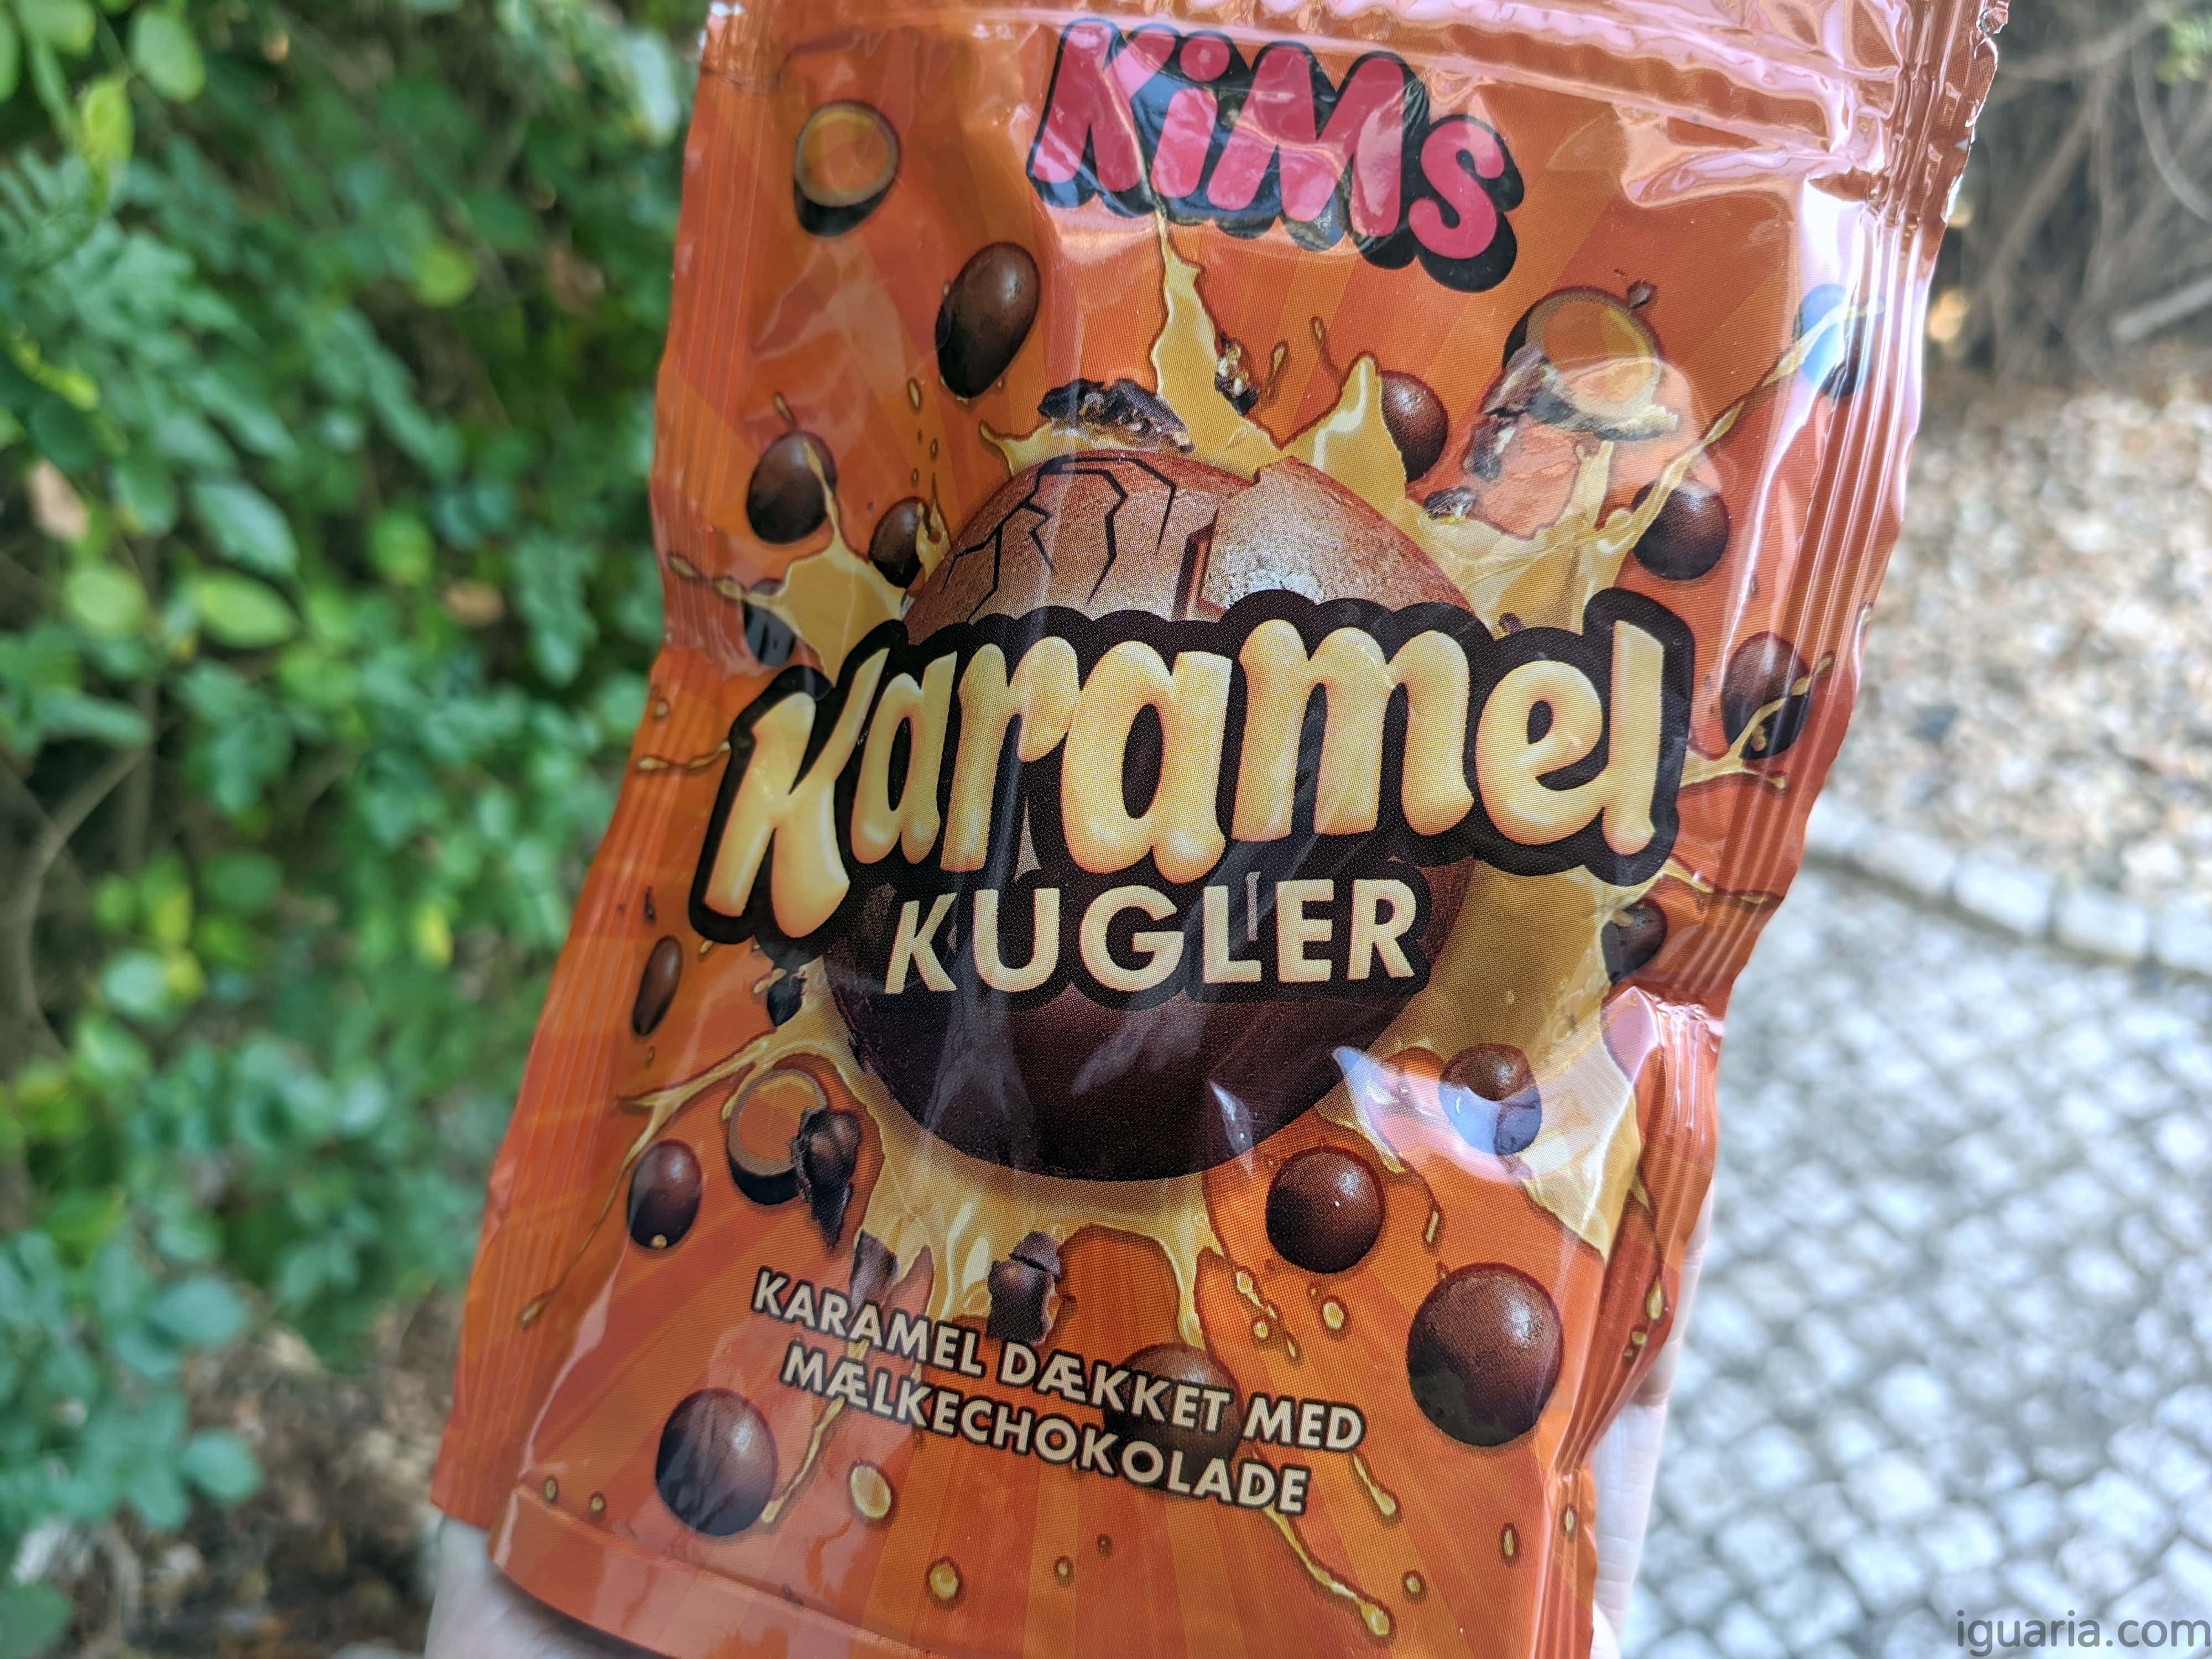 KiMs
Karamel
KUGLER
KARAMEL DÆKKET MED
MÆLKECHOKOLADE
iguaria.com